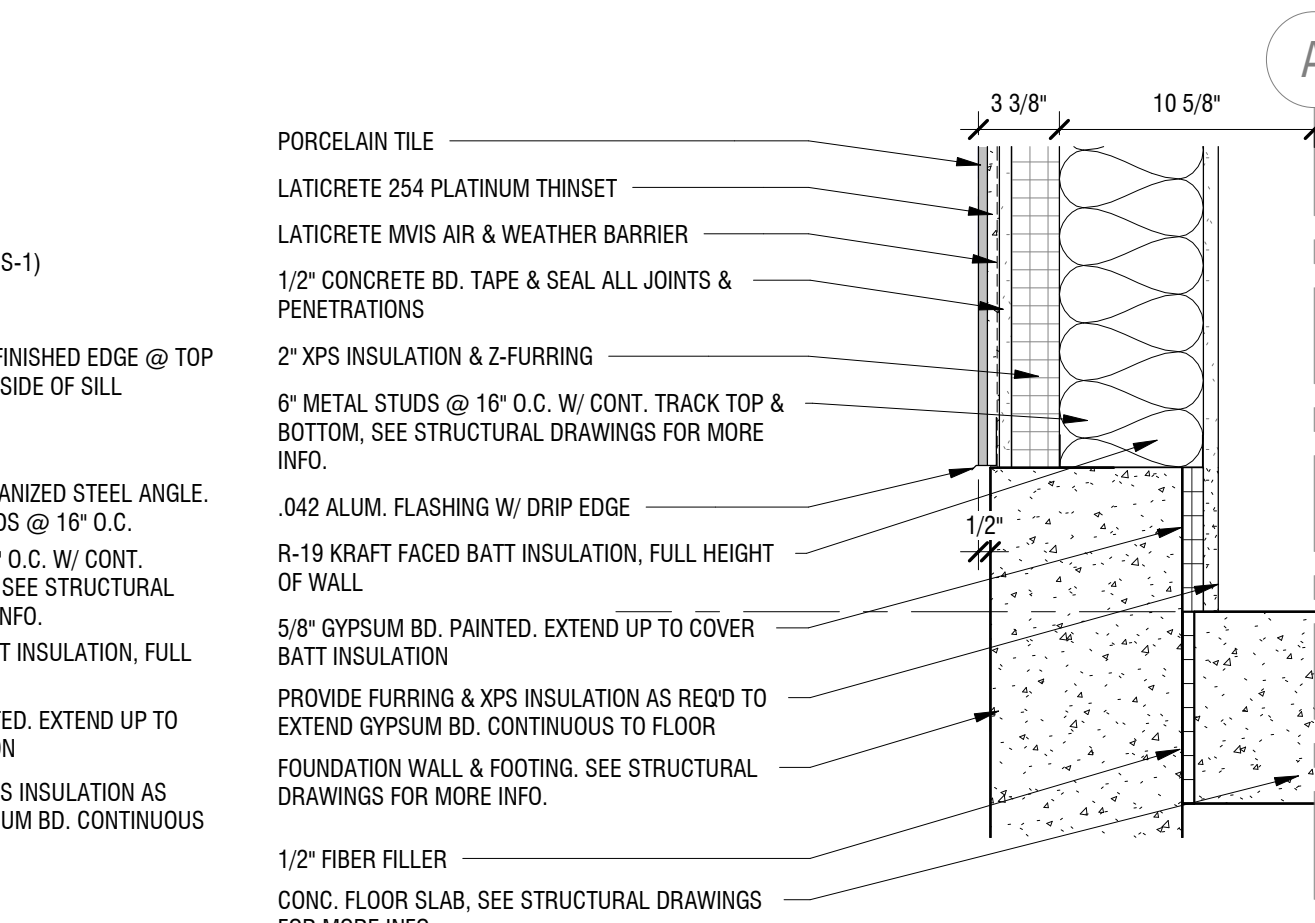 3 3/8"
10 5/8"
A
PORCELAIN TILE
LATICRETE 254 PLATINUM THINSET
LATICRETE MVIS AIR & WEATHER BARRIER
1/2" CONCRETE BD. TAPE & SEAL ALL JOINTS &
PENETRATIONS
2" XPS INSULATION & Z-FURRING
6" METAL STUDS @ 16" O.C. W/ CONT. TRACK TOP &
BOTTOM, SEE STRUCTURAL DRAWINGS FOR MORE
INFO.
.042 ALUM. FLASHING W/ DRIP EDGE
1/2"
R-19 KRAFT FACED BATT INSULATION, FULL HEIGHT
OF WALL
5/8" GYPSUM BD. PAINTED. EXTEND UP TO COVER
BATT INSULATION
PROVIDE FURRING & XPS INSULATION AS REQ'D TO
EXTEND GYPSUM BD. CONTINUOUS TO FLOOR
FOUNDATION WALL & FOOTING. SEE STRUCTURAL
DRAWINGS FOR MORE INFO.
1/2" FIBER FILLER
CONC. FLOOR SLAB, SEE STRUCTURAL DRAWINGS
FOR MORE INFO.
S-1)
FINISHED EDGE @ TOP
SIDE OF SILL
ANIZED STEEL ANGLE.
DS @ 16" O.C.
" O.C. W/ CONT.
SEE STRUCTURAL
NFO.
T INSULATION, FULL
TED. EXTEND UP TO
ON
S INSULATION AS
UM BD. CONTINUOUS